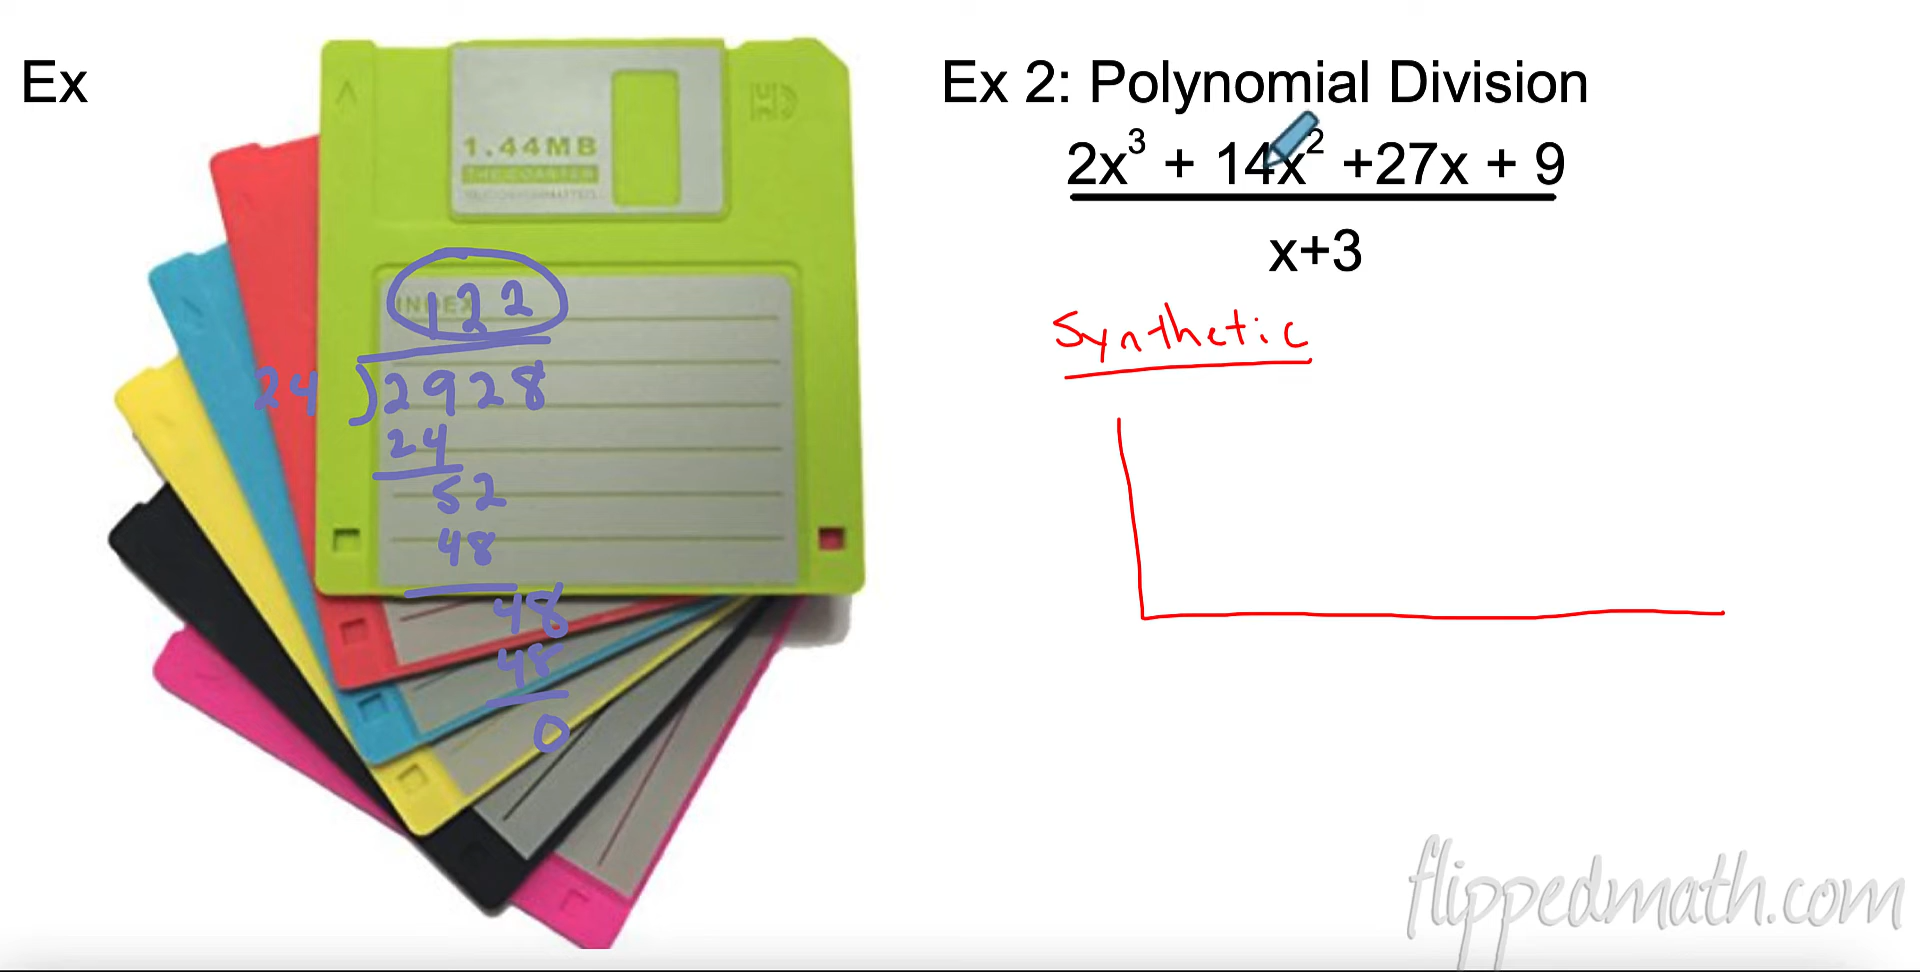 Ex
1.44MB
INDEX
122
24)2928
24
52
48
48
48
0
Ex 2: Polynomial Division
2x³ + 14x² +27x + 9
x+3
Synthetic
flippedmath.com